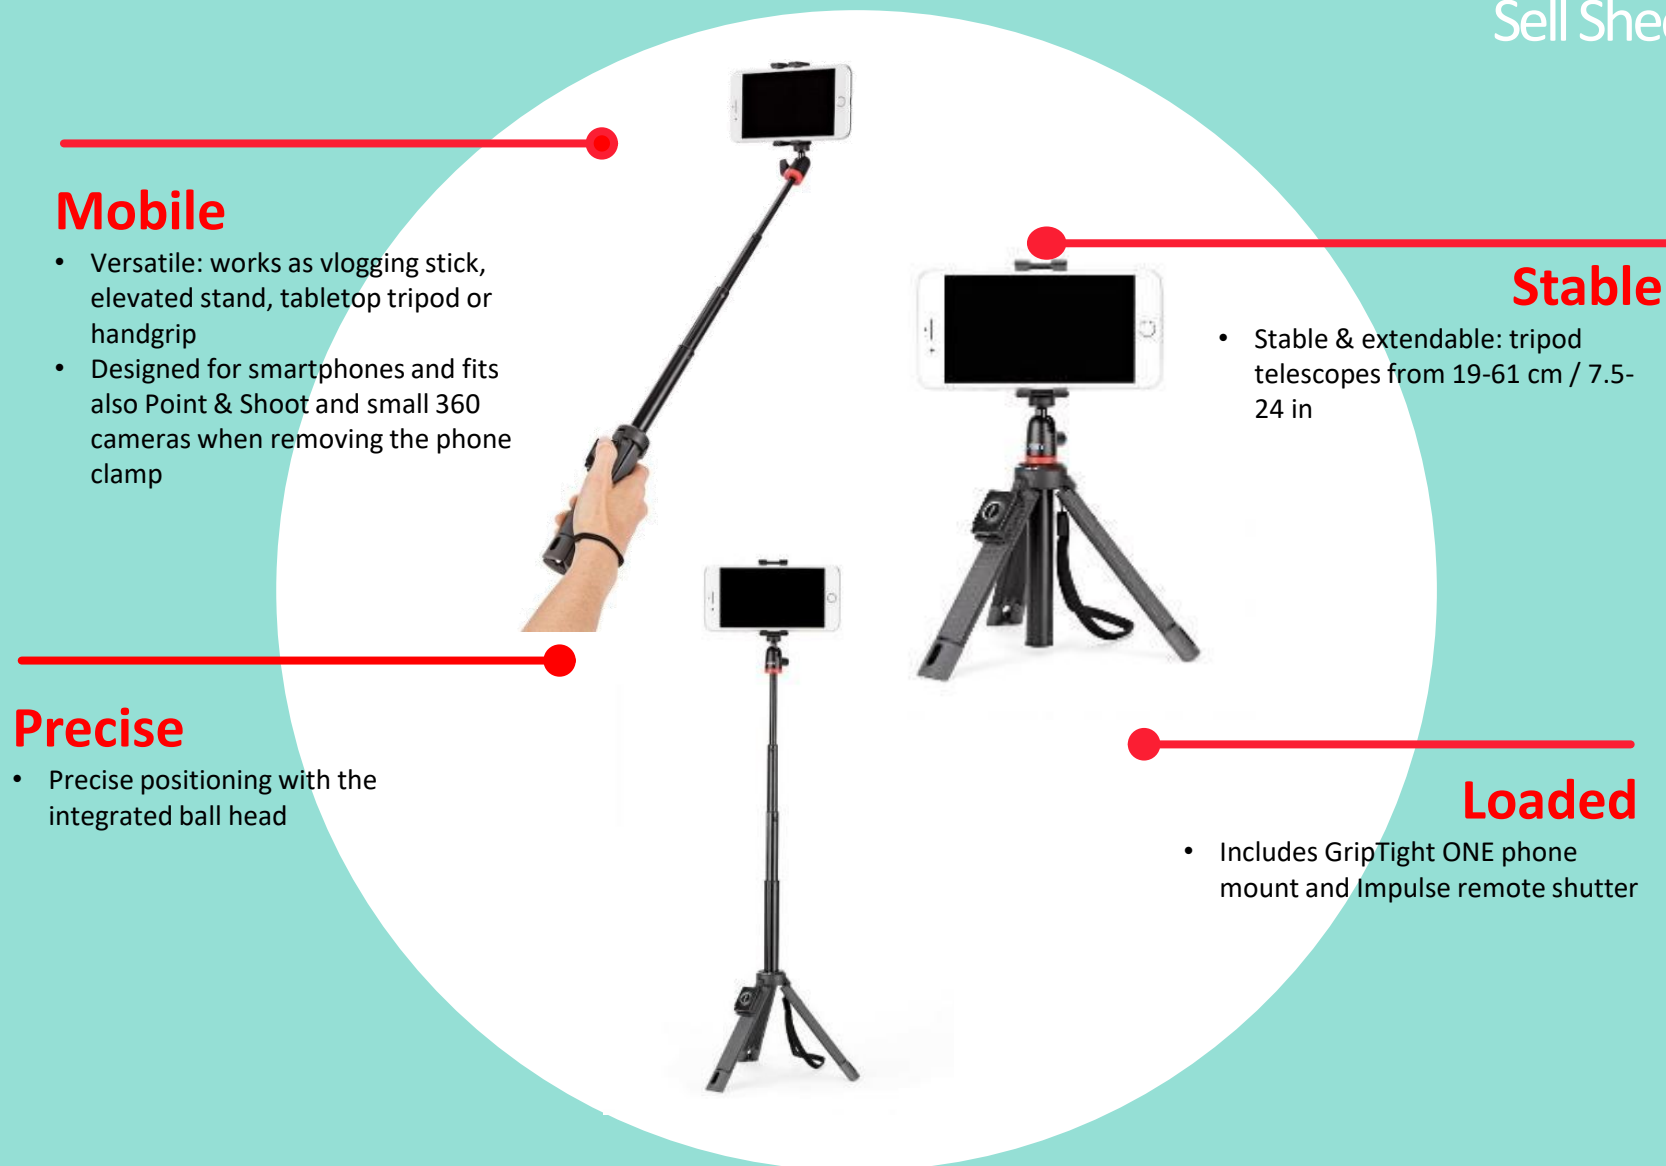 Sell
Mobile
• Versatile: works as vlogging stick,
elevated stand, tabletop tripod or
handgrip
• Designed for smartphones and fits
also Point & Shoot and small 360
cameras when removing the phone
clamp
Stable
• Stable & extendable: tripod
telescopes from 19-61 cm / 7.5-
24 in
Precise
• Precise positioning with the
integrated ball head
Loaded
• Includes GripTight ONE phone
mount and Impulse remote shutter